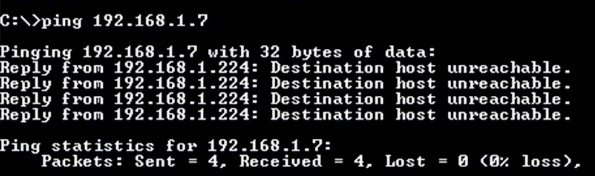 C:\>ping 192.168.1.7
Pinging 192.168.1.7 with 32 bytes of data:
Reply from 192.168.1.224: Destination host unreachable.
Reply from 192.168.1.224: Destination host unreachable.
Reply from 192.168.1.224: Destination host unreachable.
Reply from 192.168.1.224: Destination host unreachable.
Ping statistics for 192.168.1.7:
    Packets: Sent = 4, Received = 4, Lost = 0 (0% loss),